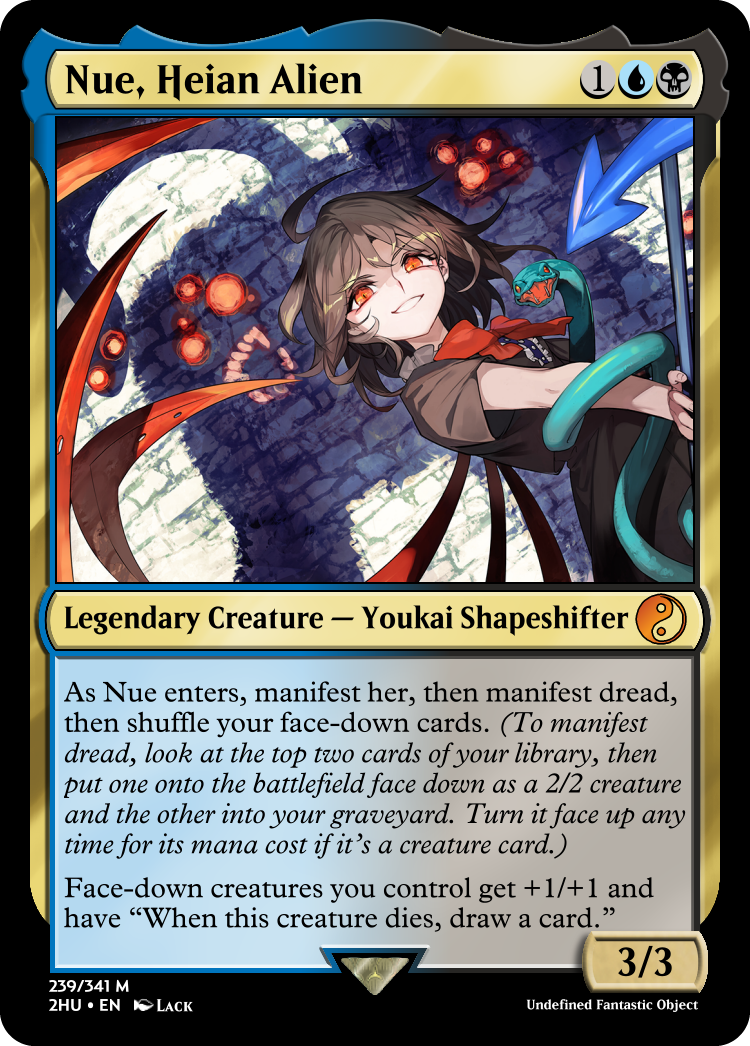 Nue, Heian Alien 1
Legendary Creature — Youkai Shapeshifter
As Nue enters, manifest her, then manifest dread,
then shuffle your face-down cards. (To manifest
dread, look at the top two cards of your library, then
put one onto the battlefield face down as a 2/2 creature
and the other into your graveyard. Turn it face up any
time for its mana cost if it's a creature card.)
Face-down creatures you control get +1/+1 and
have “When this creature dies, draw a card.”
3/3
239/341 M
2HU • EN Lack
Undefined Fantastic Object